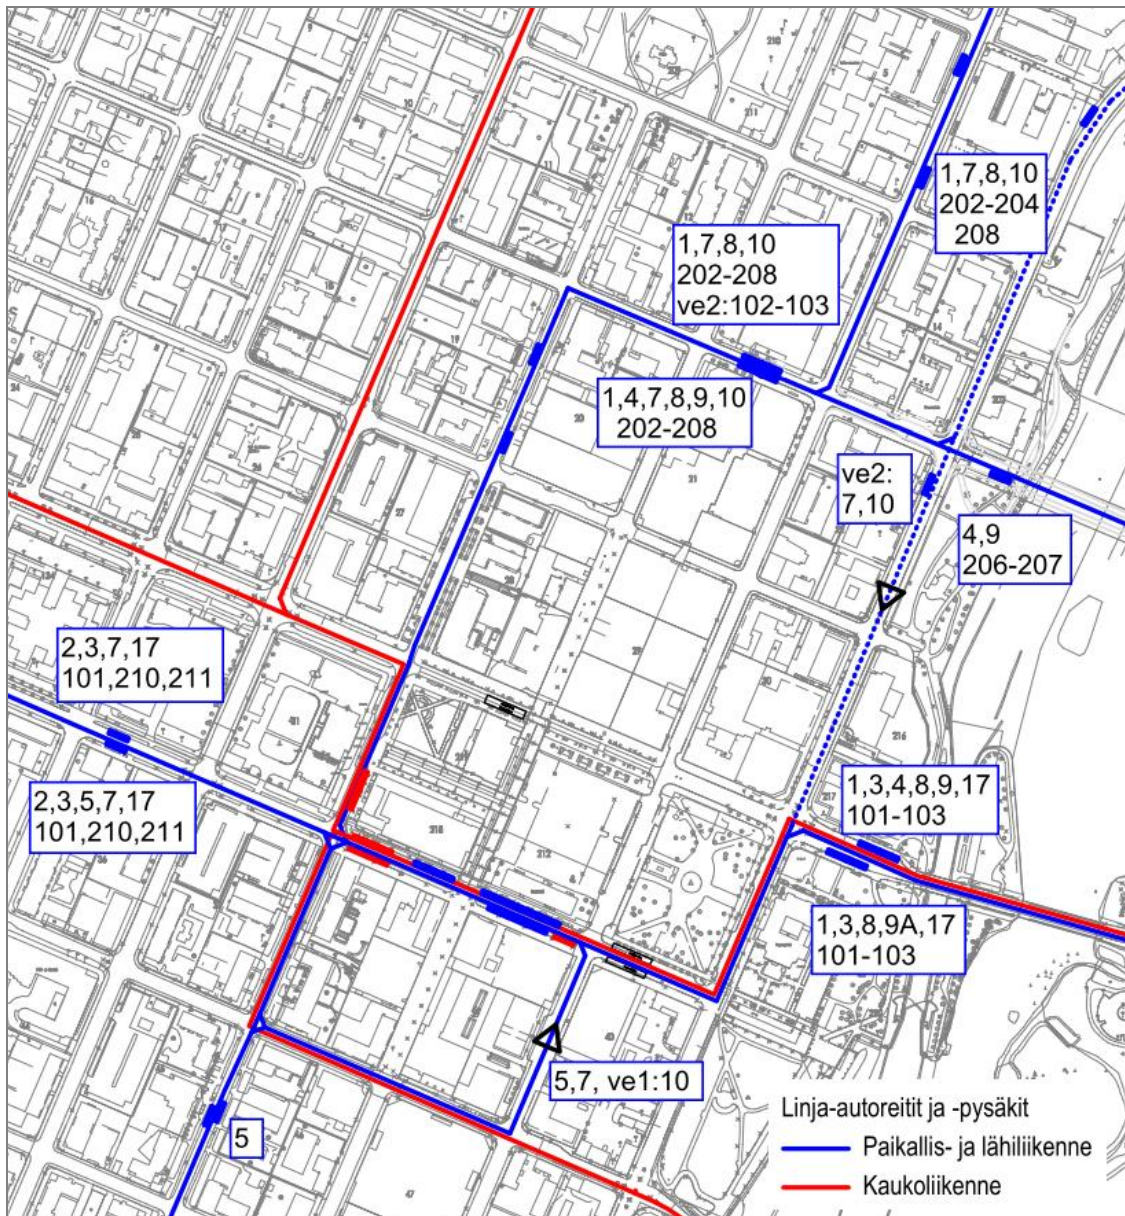 1,7,8,10
202-204
208
1,7,8,10
202-208
ve2:102-103
1,4,7,8,9,10
202-208
ve2:
7,10
4,9
206-207
2,3,7,17
101,210,211
2,3,5,7,17
101,210,211
1,3,4,8,9,17
101-103
1,3,8,9A,17
101-103
5,7, ve1:10
5
Linja-autoreitit ja -pysäkit
Paikallis- ja lähiliikenne
Kaukoliikenne